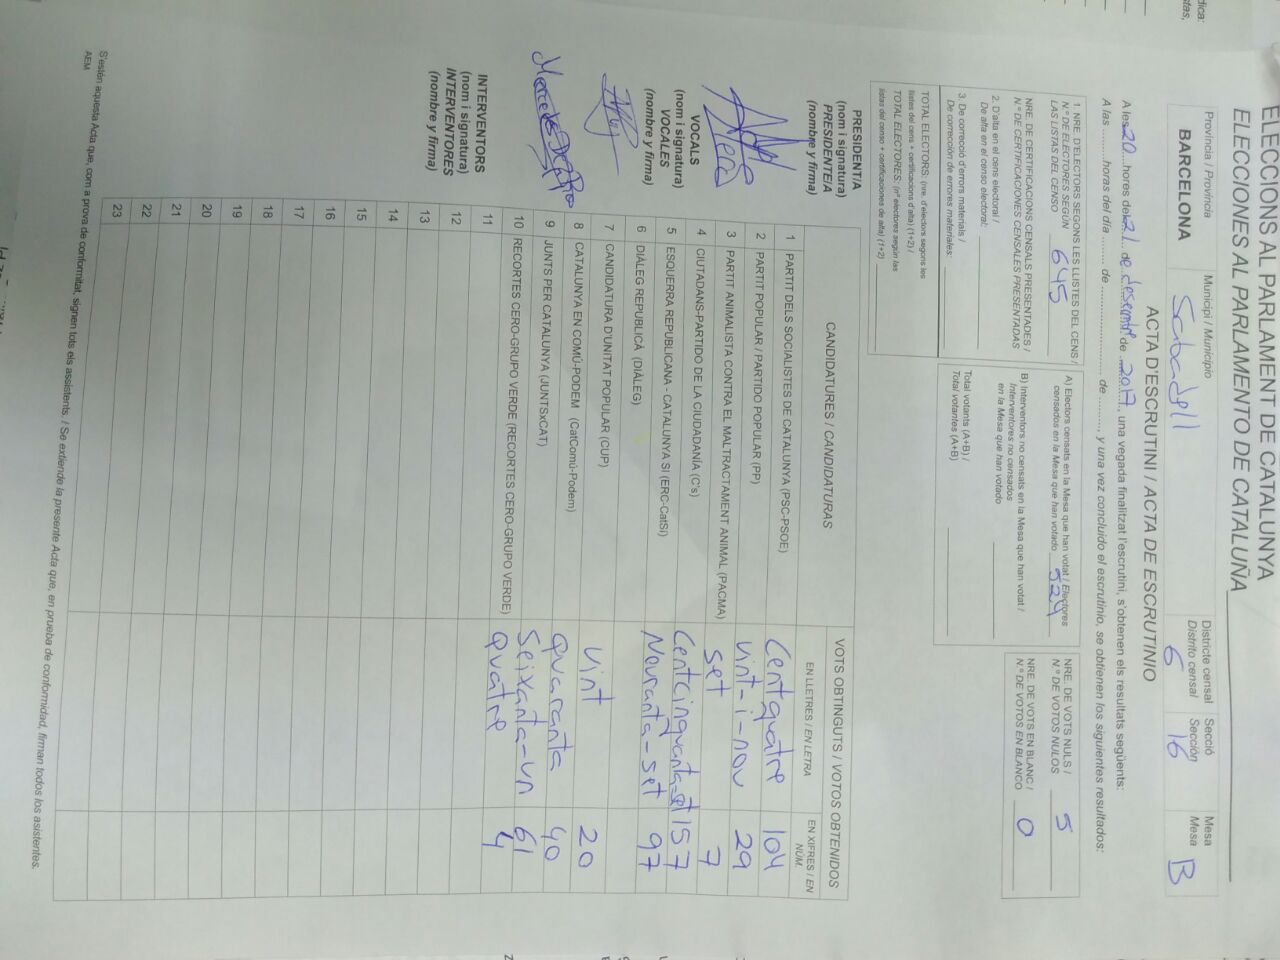 ELECCIONS AL PARLAMENT DE CATALUNYA
ELECCIONES AL PARLAMENTO DE CATALUÑA
Província / Provincia
BARCELONA
Municipi / Municipio
Sabadell
Districte censal
Distrito censal
6
Secció
Sección
16
Mesa
Mesa
B
ACTA D'ESCRUTINI / ACTA DE ESCRUTINIO
A les 20 hores del 21 de desembre de 2017, una vegada finalitzat l'escrutini, s'obtenen els resultats següents:
A las ......... horas del día ......... de ......................... de ........., y una vez concluido el escrutinio, se obtienen los siguientes resultados:
1. NRE. D'ELECTORS SEGONS LES LLISTES DEL CENS /
N.º DE ELECTORES SEGÚN
LAS LISTAS DEL CENSO 645
NRE. DE CERTIFICACIONS CENSALS PRESENTADES /
N.º DE CERTIFICACIONES CENSALES PRESENTADAS
2. D'alta en el cens electoral /
De alta en el censo electoral:
3. De correcció d'errors materials /
De corrección de errores materiales:
TOTAL ELECTORS: (nre. d'electors segons les
llistes del cens + certificacions d'alta) (1+2) /
TOTAL ELECTORES: (nº electores según las
listas del censo + certificaciones de alta) (1+2)
A) Electors censats en la Mesa que han votat / Electores
censados en la Mesa que han votado 524
B) Interventors no censats en la Mesa que han votat /
Interventores no censados
en la Mesa que han votado
Total votants (A+B) /
Total votantes (A+B)
NRE. DE VOTS NULS /
N.º DE VOTOS NULOS 5
NRE. DE VOTS EN BLANC /
N.º DE VOTOS EN BLANCO 0
CANDIDATURES / CANDIDATURAS
VOTS OBTINGUTS / VOTOS OBTENIDOS
EN LLETRES / EN LETRA
EN XIFRES / EN NÚM.
1 PARTIT DELS SOCIALISTES DE CATALUNYA (PSC-PSOE) Cent quatre 104
2 PARTIT POPULAR / PARTIDO POPULAR (PP) vint-i-nou 29
3 PARTIT ANIMALISTA CONTRA EL MALTRACTAMENT ANIMAL (PACMA) set 7
4 CIUTADANS-PARTIDO DE LA CIUDADANÍA (C's) Cent cinquanta-set 157
5 ESQUERRA REPUBLICANA - CATALUNYA SÍ (ERC-CatSI) Noranta-set 97
6 DIÀLEG REPUBLICÀ (DIÀLEG)
7 CANDIDATURA D'UNITAT POPULAR (CUP) vint 20
8 CATALUNYA EN COMÚ-PODEM (CatComú-Podem) quaranta 40
9 JUNTS PER CATALUNYA (JUNTSxCAT) Seixanta-un 61
10 RECORTES CERO-GRUPO VERDE (RECORTES CERO-GRUPO VERDE) quatre 4
11
12
13
14
15
16
17
18
19
20
21
22
23
PRESIDENT/A
(nom i signatura)
PRESIDENTE/A
(nombre y firma)
VOCALS
(nom i signatura)
VOCALES
(nombre y firma)
INTERVENTORS
(nom i signatura)
INTERVENTORES
(nombre y firma)
S'estén aquesta Acta que, com a prova de conformitat, signen tots els assistents. / Se extiende la presente Acta que, en prueba de conformidad, firman todos los asistentes.
AEM